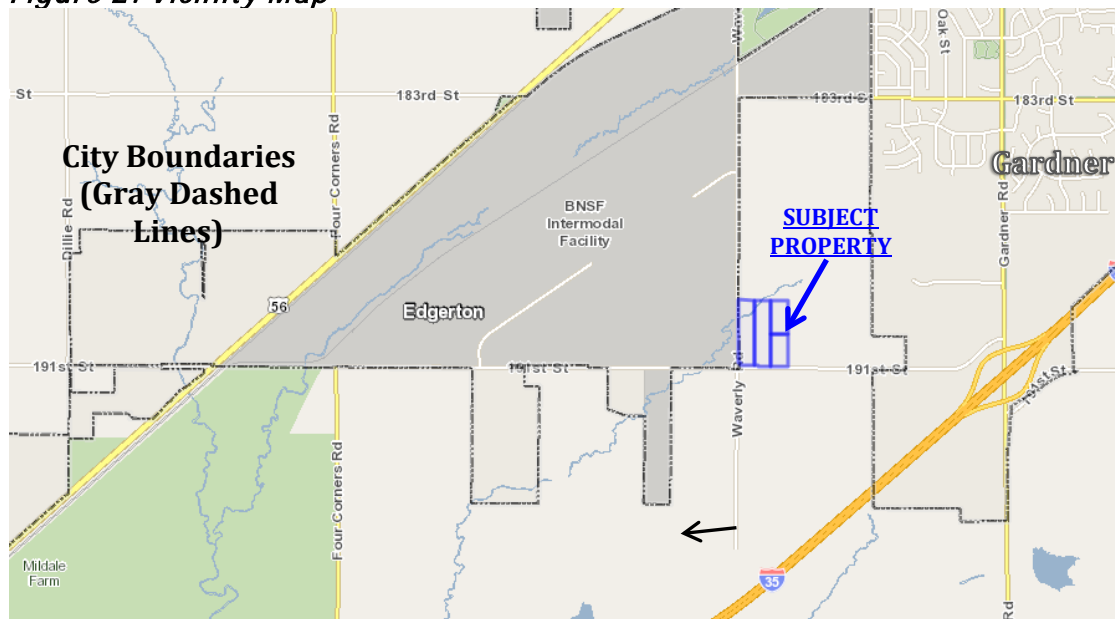 Figure 2: Vicinity Map
Waverly
Oak St
St
183rd St
183rd S
183rd St
City Boundaries
(Gray Dashed
Lines)
Four Corners Rd
Dillie Rd
Gardner
Gardner Rd
BNSF
Intermodal
Facility
SUBJECT
PROPERTY
56
Edgerton
191st St
191st St
191st St
191st St
Waverly Rd
Four Corners Rd
Mildale
Farm
35
Rd